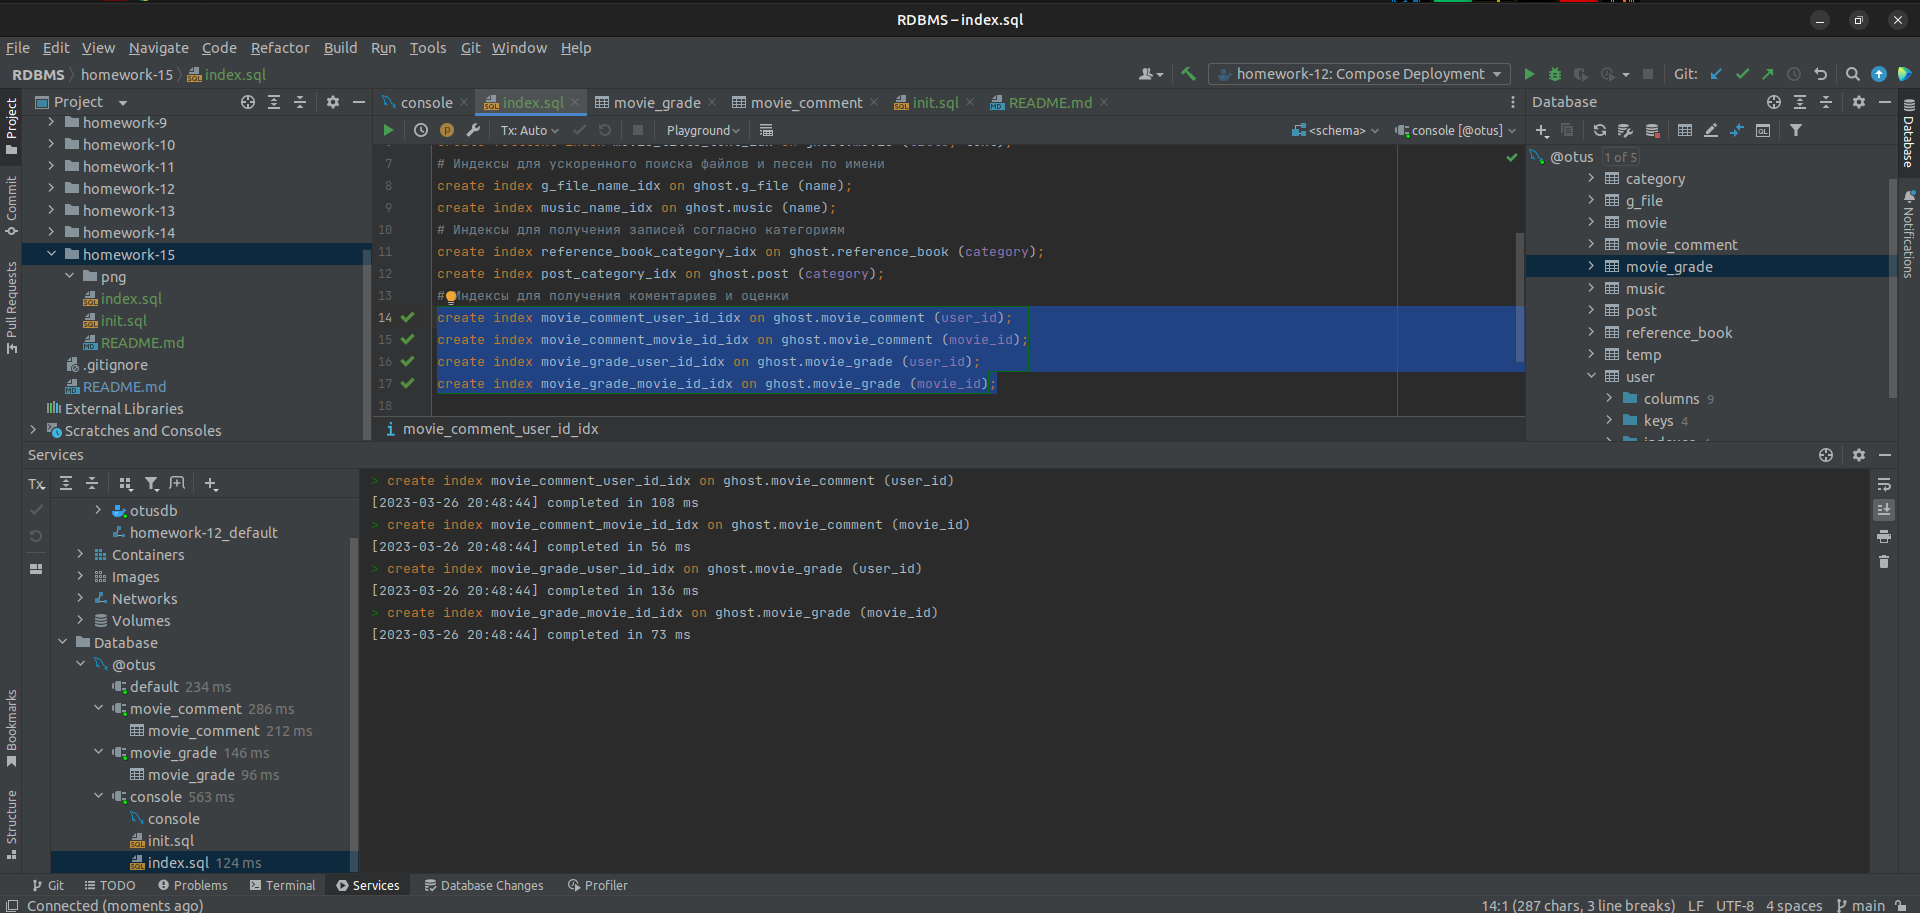 RDBMS – index.sql
File Edit View Navigate Code Refactor Build Run Tools Git Window Help
RDBMS homework-15 index.sql
homework-12: Compose Deployment
Git:
Project
console
index.sql
movie_grade
movie_comment
init.sql
README.md
Database
Tx: Auto
Playground
<schema>
console [@otus]
Project
Commit
Pull Requests
Bookmarks
Structure
homework-9
homework-10
homework-11
homework-12
homework-13
homework-14
homework-15
png
index.sql
init.sql
README.md
.gitignore
README.md
External Libraries
Scratches and Consoles
7 # Индексы для ускоренного поиска файлов и песен по имени
8 create index g_file_name_idx on ghost.g_file (name);
9 create index music_name_idx on ghost.music (name);
10 # Индексы для получения записей согласно категориям
11 create index reference_book_category_idx on ghost.reference_book (category);
12 create index post_category_idx on ghost.post (category);
13 # Индексы для получения коментариев и оценки
14 create index movie_comment_user_id_idx on ghost.movie_comment (user_id);
15 create index movie_comment_movie_id_idx on ghost.movie_comment (movie_id);
16 create index movie_grade_user_id_idx on ghost.movie_grade (user_id);
17 create index movie_grade_movie_id_idx on ghost.movie_grade (movie_id);
18
movie_comment_user_id_idx
@otus 1 of 5
category
g_file
movie
movie_comment
movie_grade
music
post
reference_book
temp
user
columns 9
keys 4
Database
Notifications
Services
Tx
otusdb
homework-12_default
Containers
Images
Networks
Volumes
Database
@otus
default 234 ms
movie_comment 286 ms
movie_comment 212 ms
movie_grade 146 ms
movie_grade 96 ms
console 563 ms
console
init.sql
index.sql 124 ms
> create index movie_comment_user_id_idx on ghost.movie_comment (user_id)
[2023-03-26 20:48:44] completed in 108 ms
> create index movie_comment_movie_id_idx on ghost.movie_comment (movie_id)
[2023-03-26 20:48:44] completed in 56 ms
> create index movie_grade_user_id_idx on ghost.movie_grade (user_id)
[2023-03-26 20:48:44] completed in 136 ms
> create index movie_grade_movie_id_idx on ghost.movie_grade (movie_id)
[2023-03-26 20:48:44] completed in 73 ms
Git TODO Problems Terminal Services Database Changes Profiler
Connected (moments ago)
14:1 (287 chars, 3 line breaks) LF UTF-8 4 spaces main